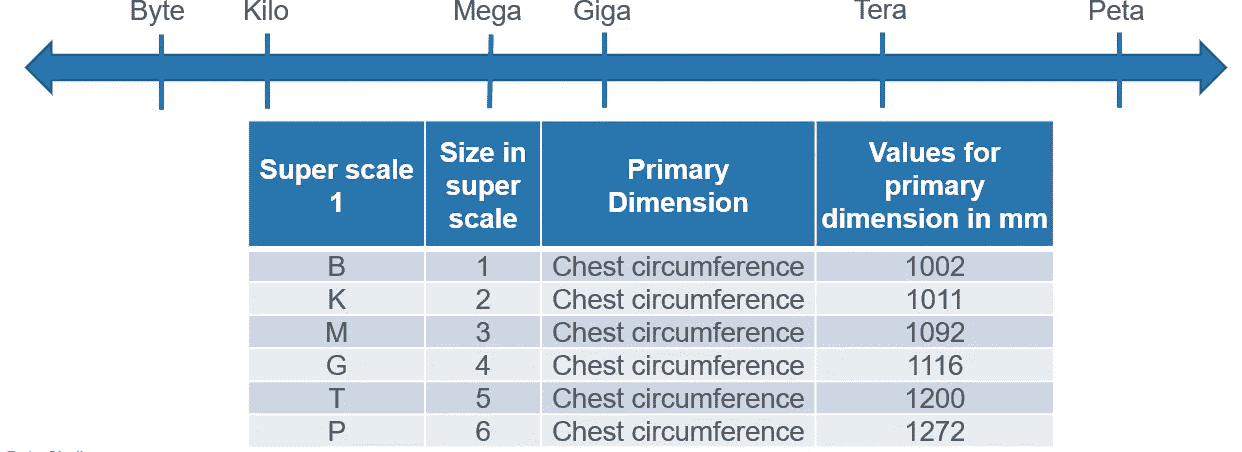 Byte Kilo Mega Giga Tera Peta
Super scale 1 Size in super scale Primary Dimension Values for primary dimension in mm
B 1 Chest circumference 1002
K 2 Chest circumference 1011
M 3 Chest circumference 1092
G 4 Chest circumference 1116
T 5 Chest circumference 1200
P 6 Chest circumference 1272